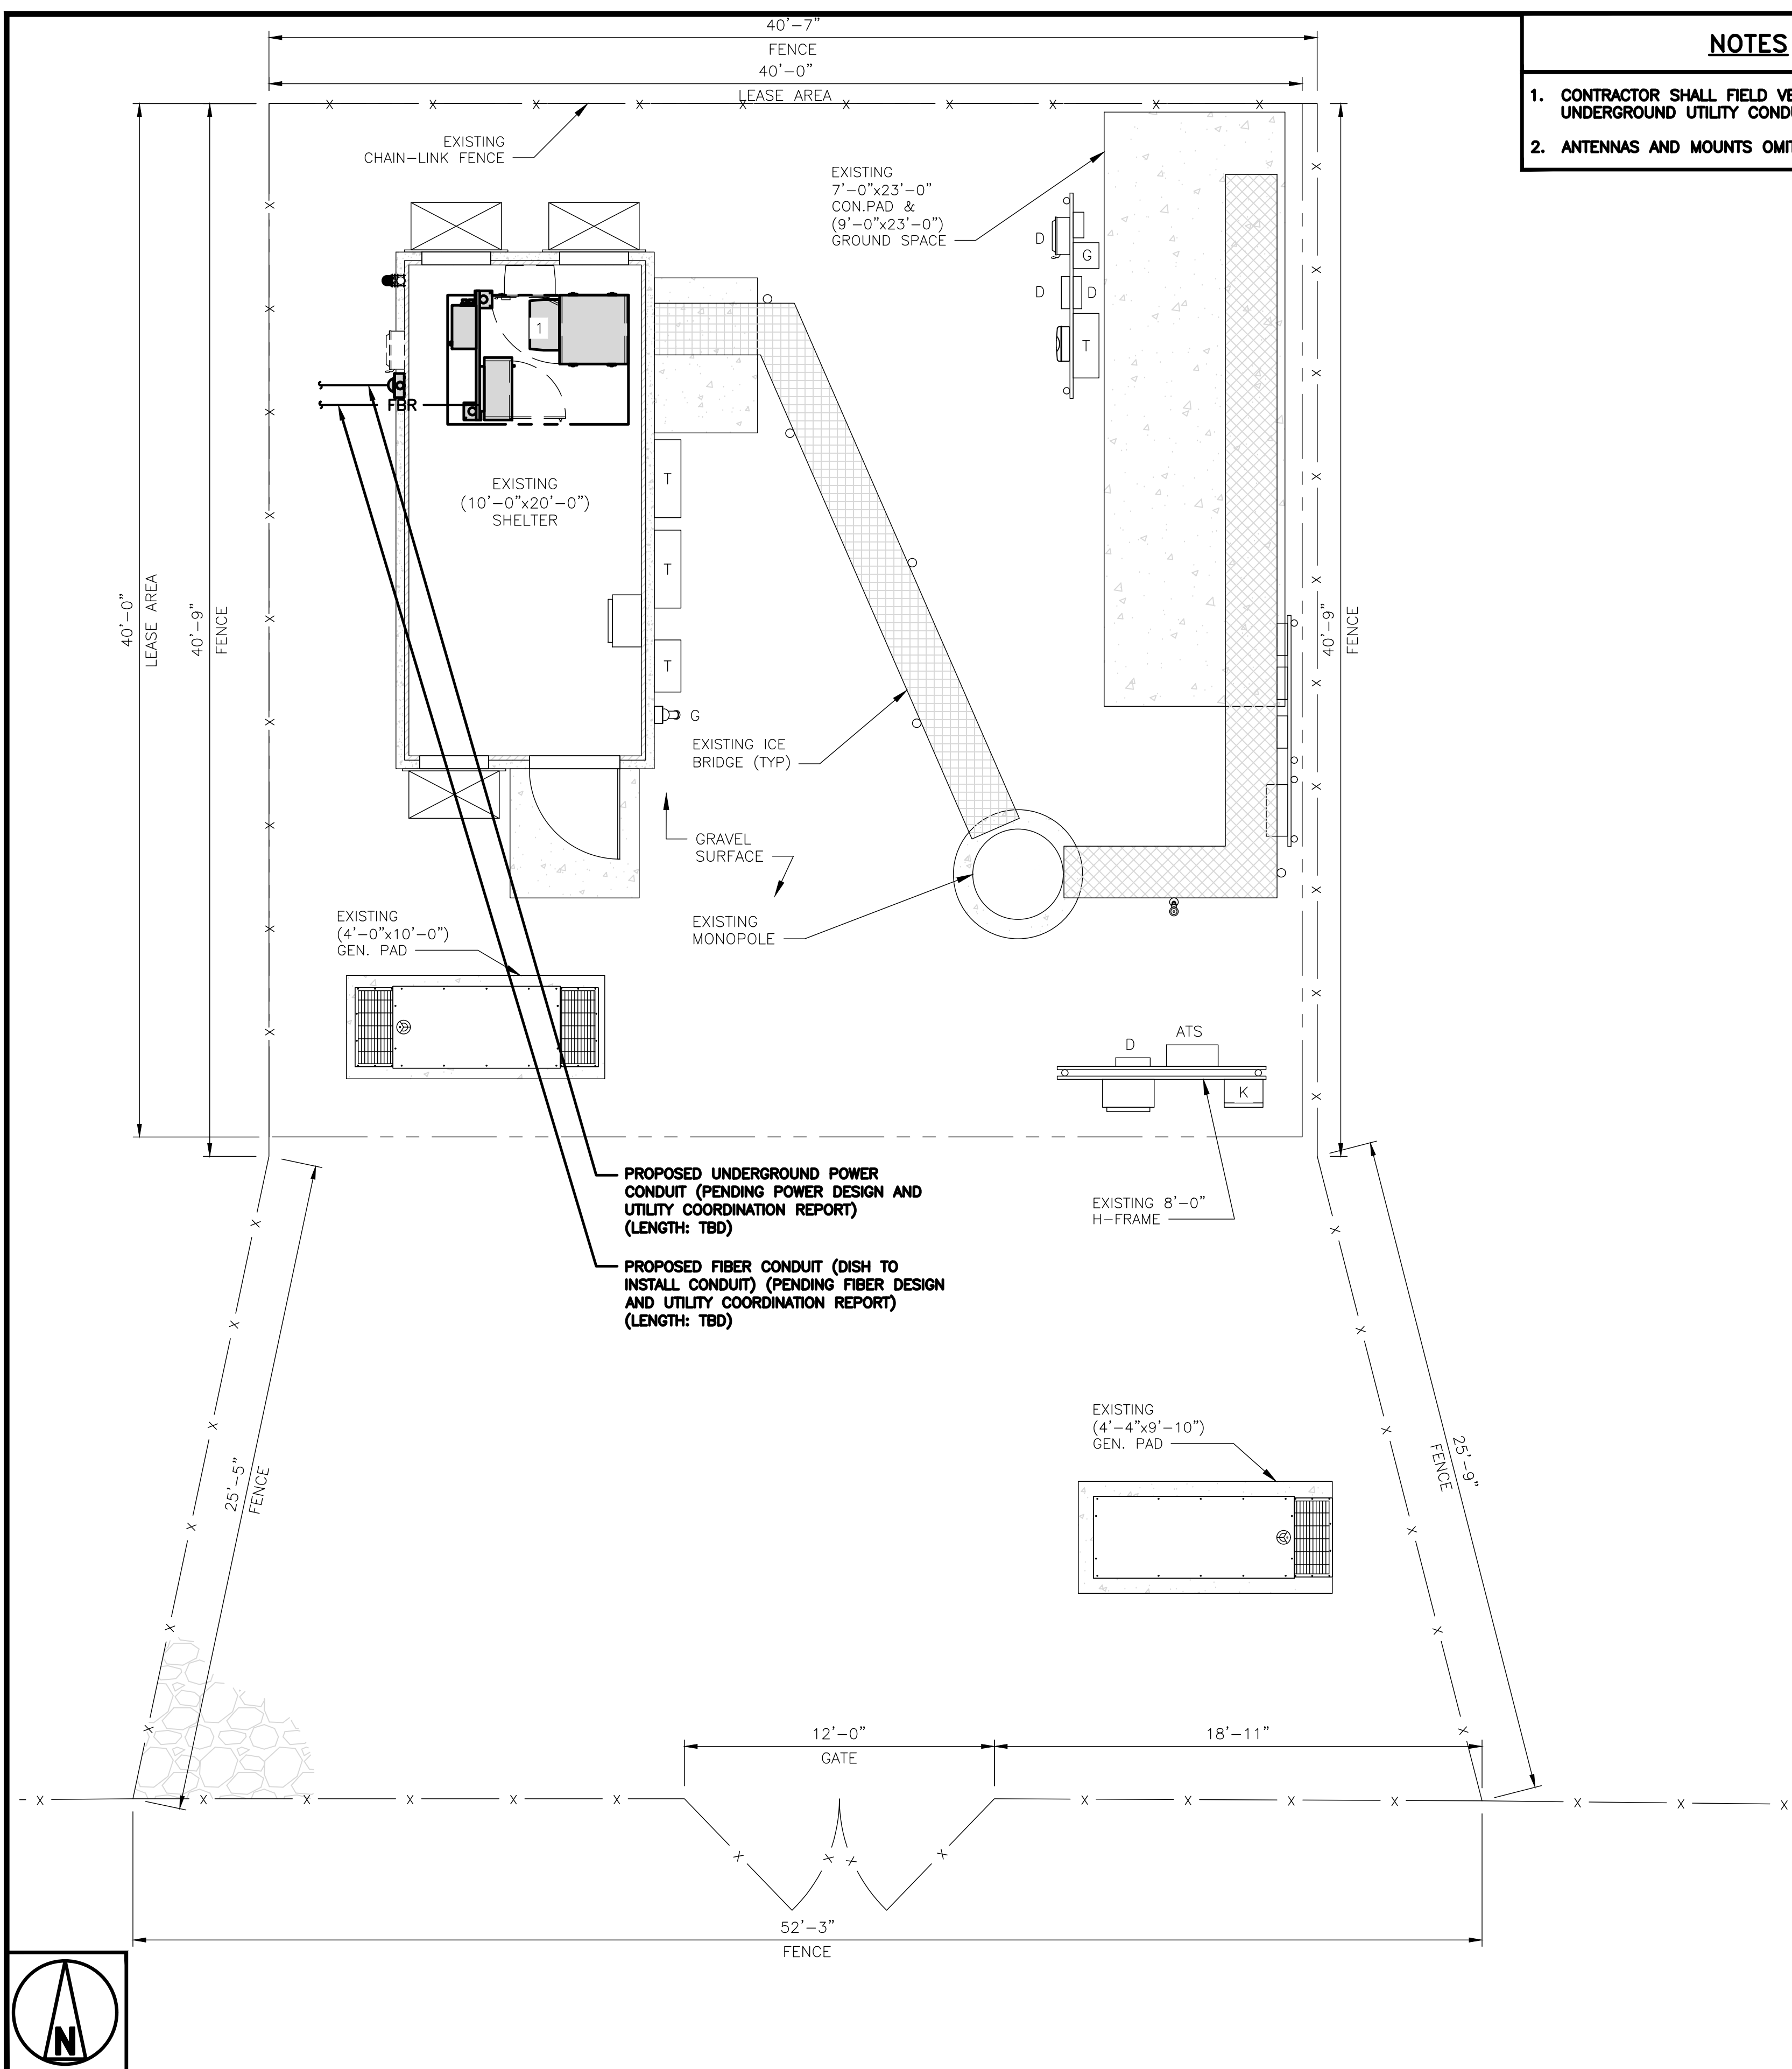 40'-7"
FENCE
40'-0"
LEASE AREA
NOTES
1. CONTRACTOR SHALL FIELD
UNDERGROUND UTILITY
2. ANTENNAS AND MOUNTS
EXISTING
CHAIN-LINK FENCE
EXISTING
7'-0"x23'-0"
CON.PAD &
(9'-0"x23'-0")
GROUND SPACE
D
G
D
D
T
1
FBR
EXISTING
(10'-0"x20'-0")
SHELTER
T
T
T
G
40'-0"
LEASE AREA
40'-9"
FENCE
40'-9"
FENCE
EXISTING ICE
BRIDGE (TYP)
GRAVEL
SURFACE
EXISTING
MONOPOLE
EXISTING
(4'-0"x10'-0")
GEN. PAD
D
ATS
K
PROPOSED UNDERGROUND POWER
CONDUIT (PENDING POWER DESIGN AND
UTILITY COORDINATION REPORT)
(LENGTH: TBD)
EXISTING 8'-0"
H-FRAME
PROPOSED FIBER CONDUIT (DISH TO
INSTALL CONDUIT) (PENDING FIBER DESIGN
AND UTILITY COORDINATION REPORT)
(LENGTH: TBD)
EXISTING
(4'-4"x9'-10")
GEN. PAD
25'-5"
FENCE
25'-9"
FENCE
12'-0"
GATE
18'-11"
52'-3"
FENCE
N